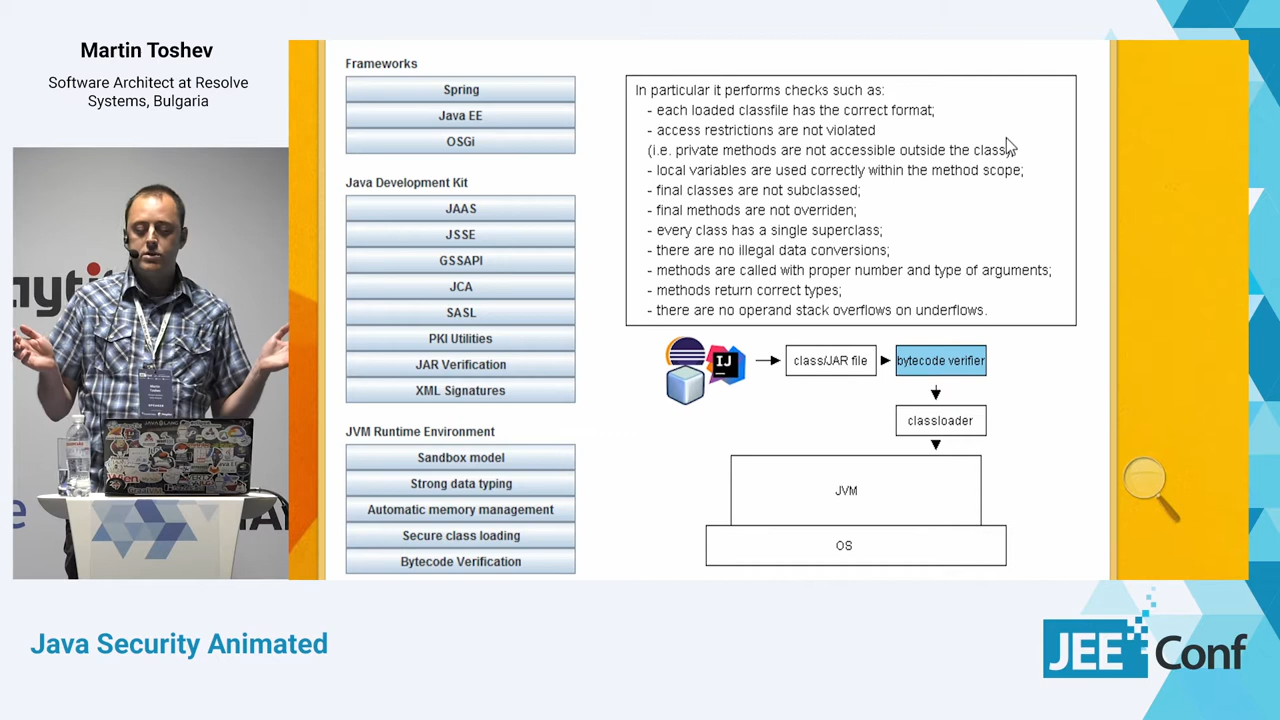 Martin Toshev
Software Architect at Resolve
Systems, Bulgaria
Frameworks
Spring
Java EE
OSGi
Java Development Kit
JAAS
JSSE
GSSAPI
JCA
SASL
PKI Utilities
JAR Verification
XML Signatures
JVM Runtime Environment
Sandbox model
Strong data typing
Automatic memory management
Secure class loading
Bytecode Verification
In particular it performs checks such as:
- each loaded classfile has the correct format;
- access restrictions are not violated
(i.e. private methods are not accessible outside the class)
- local variables are used correctly within the method scope;
- final classes are not subclassed;
- final methods are not overriden;
- every class has a single superclass;
- there are no illegal data conversions;
- methods are called with proper number and type of arguments;
- methods return correct types;
- there are no operand stack overflows on underflows.
IJ
class/JAR file
bytecode verifier
classloader
JVM
OS
Java Security Animated
JEE Conf